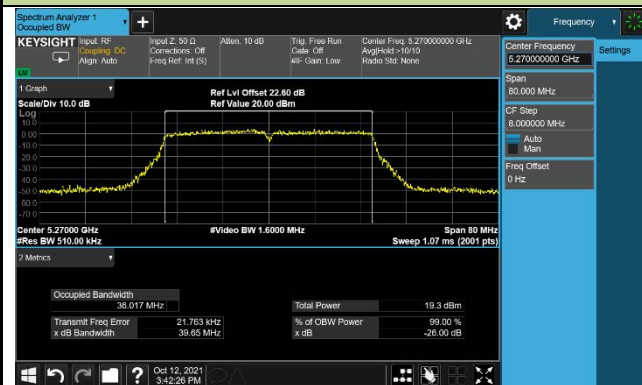 Spectrum Analyzer 1
Occupied BW
+
Frequency
KEYSIGHT
Input: RF
Coupling: DC
Align: Auto
Input Z: 50 Ω
Corrections: Off
Freq Ref: Int (S)
Atten: 10 dB
Trig: Free Run
Gate: Off
#IF Gain: Low
Center Freq: 5.270000000 GHz
Avg|Hold:>10/10
Radio Std: None
Center Frequency
5.270000000 GHz
Settings
Span
80.000 MHz
CF Step
8.000000 MHz
Auto
Man
Freq Offset
0 Hz
1 Graph
Scale/Div 10.0 dB
Ref Lvl Offset 22.60 dB
Ref Value 20.00 dBm
Log
10.0
0.00
-10.0
-20.0
-30.0
-40.0
-50.0
-60.0
-70.0
Center 5.27000 GHz
#Res BW 510.00 kHz
#Video BW 1.6000 MHz
Span 80 MHz
Sweep 1.07 ms (2001 pts)
2 Metrics
Occupied Bandwidth
36.017 MHz
Total Power 19.3 dBm
Transmit Freq Error 21.763 kHz
% of OBW Power 99.00 %
x dB Bandwidth 39.65 MHz
x dB -26.00 dB
?
Oct 12, 2021
3:42:26 PM